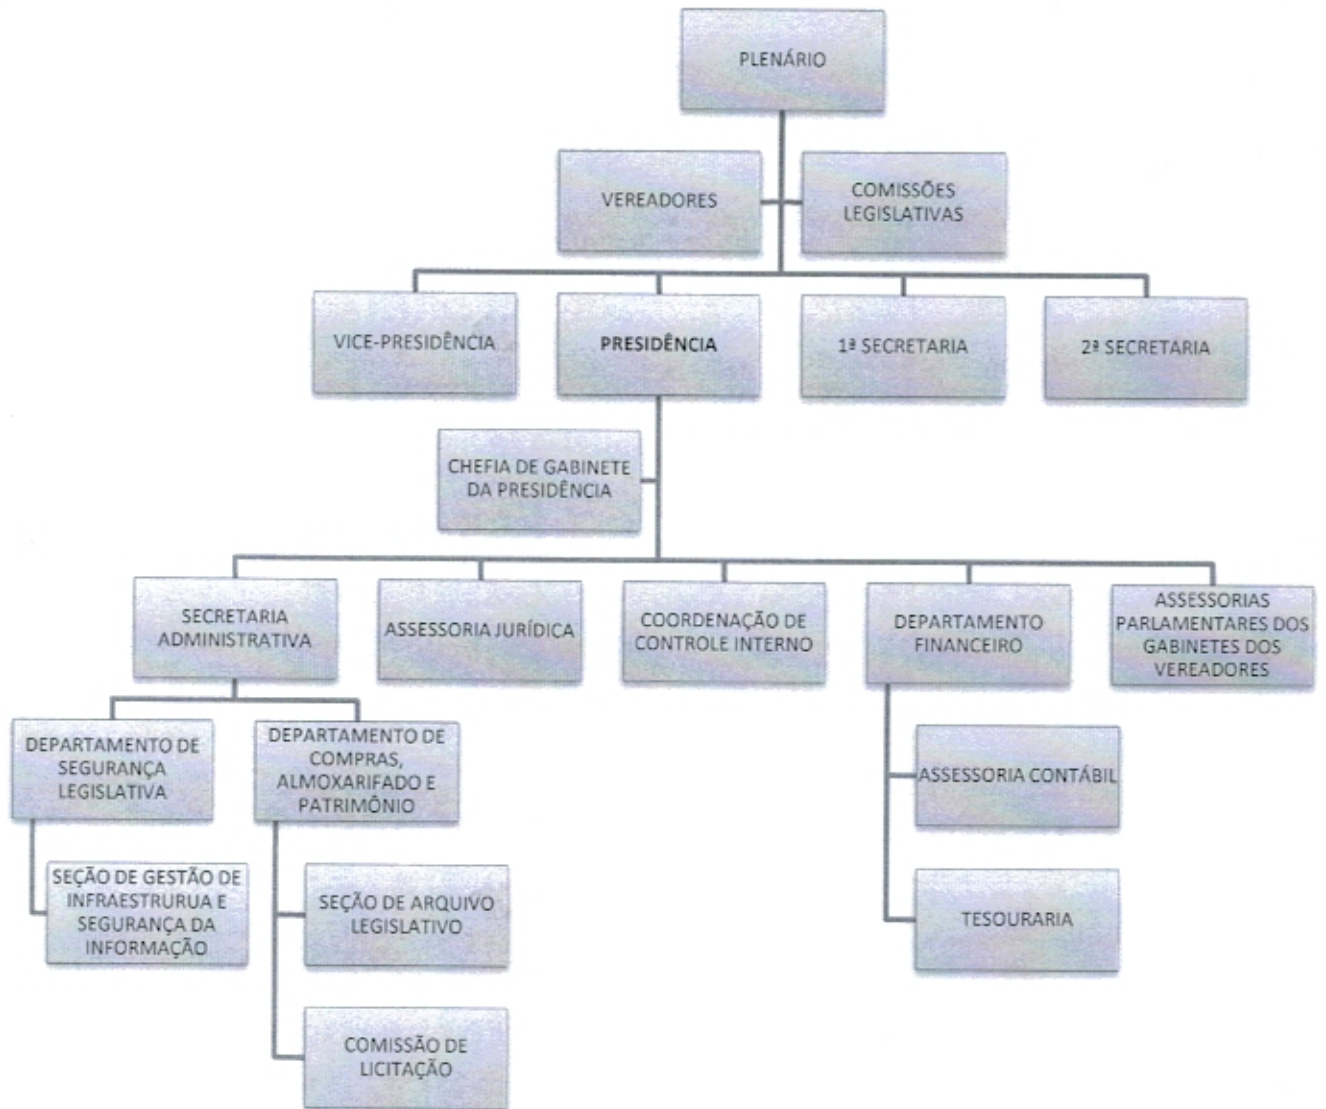 PLENÁRIO
VEREADORES
COMISSÕES
LEGISLATIVAS
VICE-PRESIDÊNCIA
PRESIDÊNCIA
1ª SECRETARIA
2ª SECRETARIA
CHEFIA DE GABINETE
DA PRESIDÊNCIA
SECRETARIA
ADMINISTRATIVA
ASSESSORIA JURÍDICA
COORDENAÇÃO DE
CONTROLE INTERNO
DEPARTAMENTO
FINANCEIRO
ASSESSORIAS
PARLAMENTARES DOS
GABINETES DOS
VEREADORES
DEPARTAMENTO DE
SEGURANÇA
LEGISLATIVA
DEPARTAMENTO DE
COMPRAS,
ALMOXARIFADO E
PATRIMÔNIO
ASSESSORIA CONTÁBIL
SEÇÃO DE GESTÃO DE
INFRAESTRURUA E
SEGURANÇA DA
INFORMAÇÃO
SEÇÃO DE ARQUIVO
LEGISLATIVO
TESOURARIA
COMISSÃO DE
LICITAÇÃO